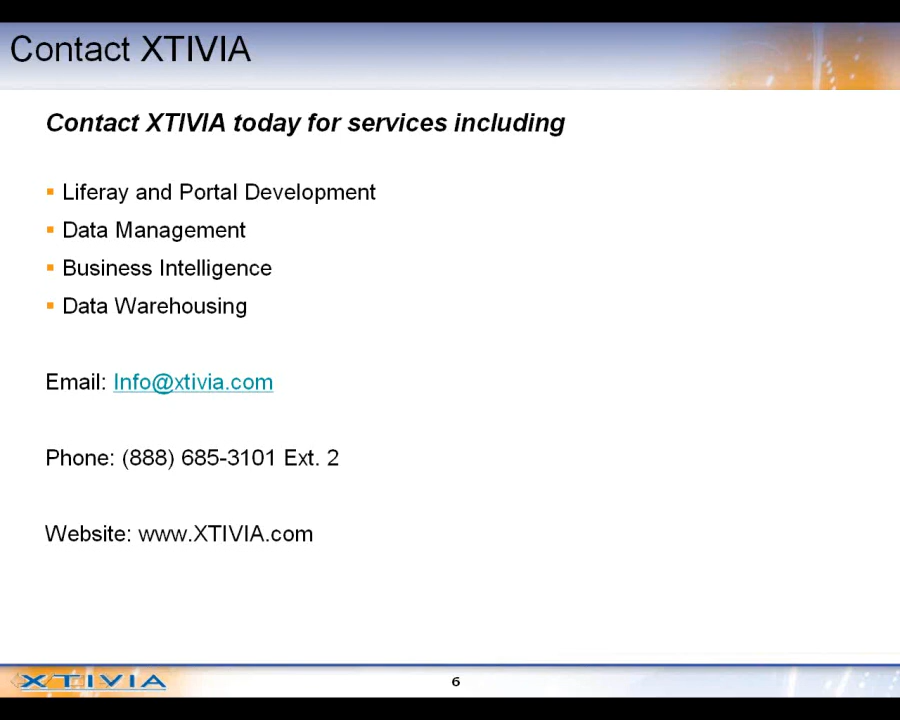 Contact XTIVIA
Contact XTIVIA today for services including
▪ Liferay and Portal Development
▪ Data Management
▪ Business Intelligence
▪ Data Warehousing
Email: Info@xtivia.com
Phone: (888) 685-3101 Ext. 2
Website: www.XTIVIA.com
XTIVIA
6